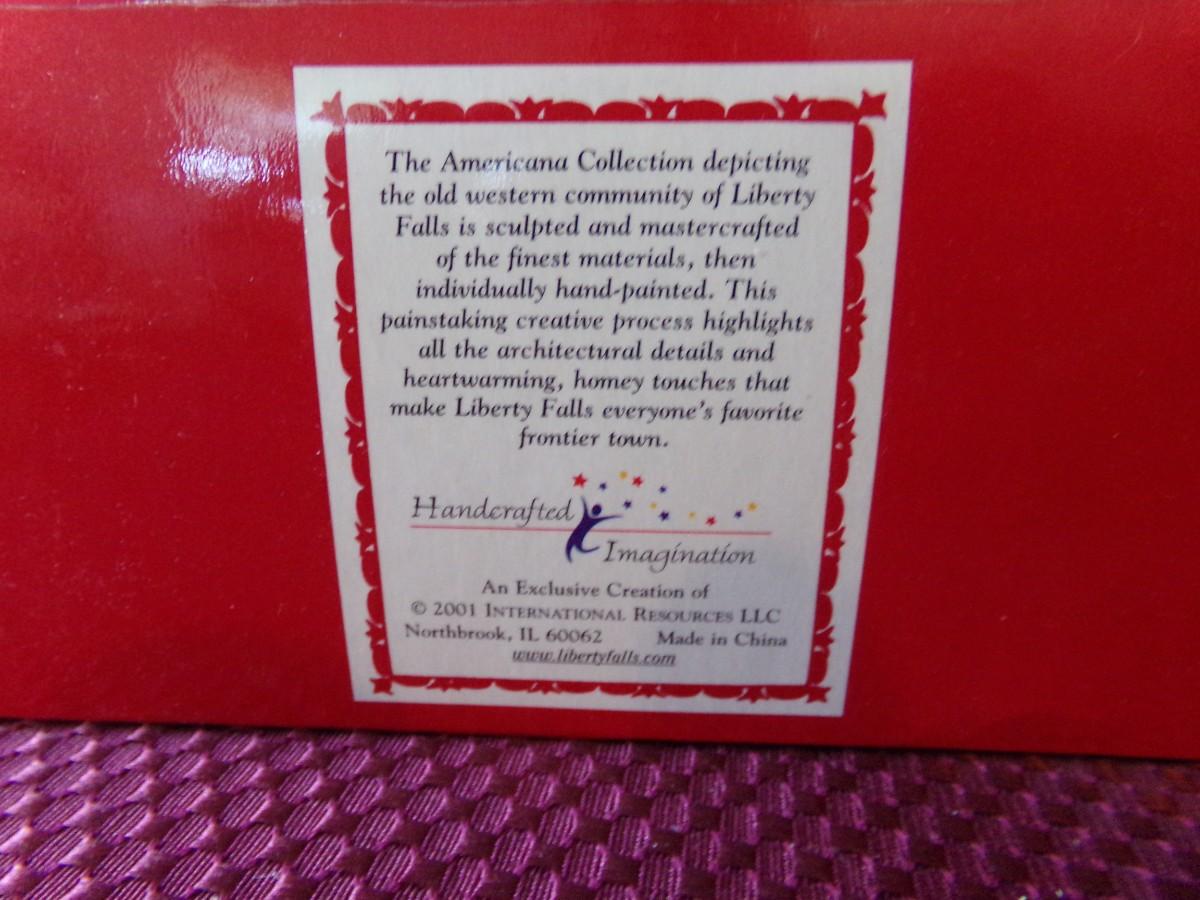 The Americana Collection depicting
the old western community of Liberty
Falls is sculpted and mastercrafted
of the finest materials, then
individually hand-painted. This
painstaking creative process highlights
all the architectural details and
heartwarming, homey touches that
make Liberty Falls everyone's favorite
frontier town.
Handcrafted
Imagination
An Exclusive Creation of
© 2001 INTERNATIONAL RESOURCES LLC
Northbrook, IL 60062 Made in China
www.libertyfalls.com